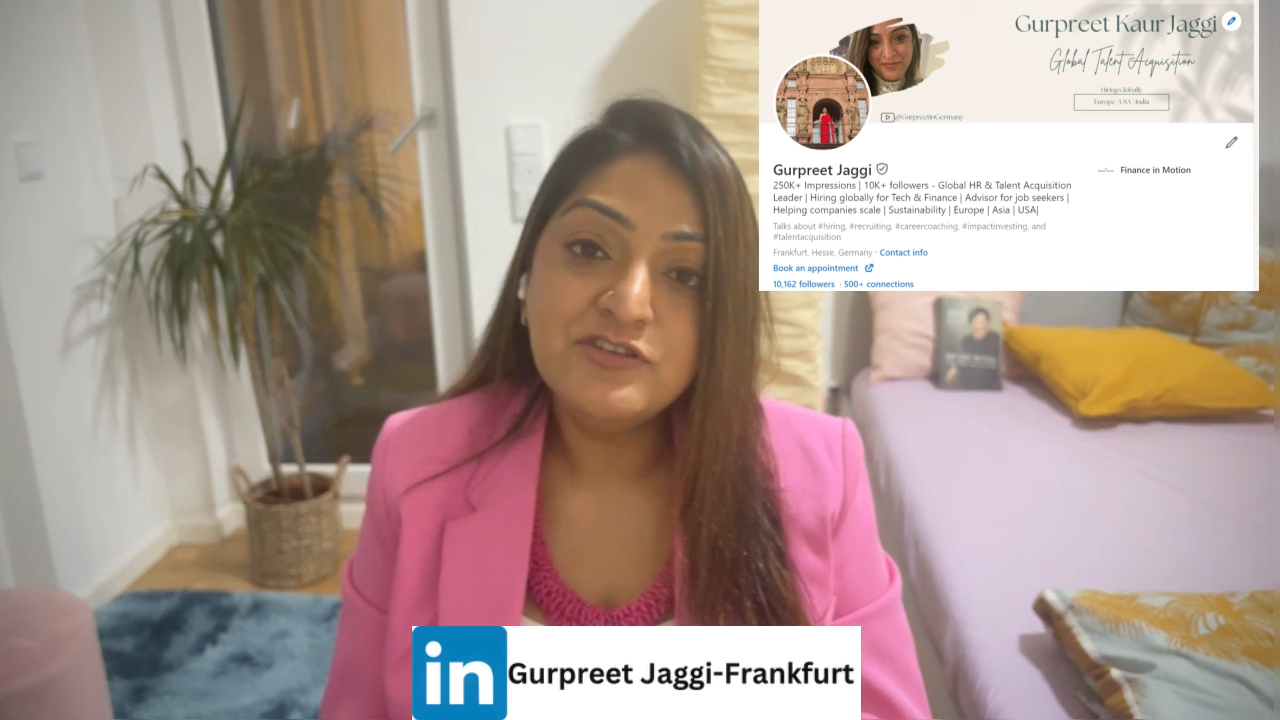 Gurpreet Kaur Jaggi
Global Talent Acquisition
Hiring Globally
Europe | USA | India
@GurpreetinGermany
Gurpreet Jaggi
Finance in Motion
250K+ Impressions | 10K+ followers - Global HR & Talent Acquisition
Leader | Hiring globally for Tech & Finance | Advisor for job seekers |
Helping companies scale | Sustainability | Europe | Asia | USA|
Talks about #hiring, #recruiting, #careercoaching, #impactinvesting, and
#talentacquisition
Frankfurt, Hesse, Germany · Contact info
Book an appointment
10,162 followers · 500+ connections
in Gurpreet Jaggi-Frankfurt